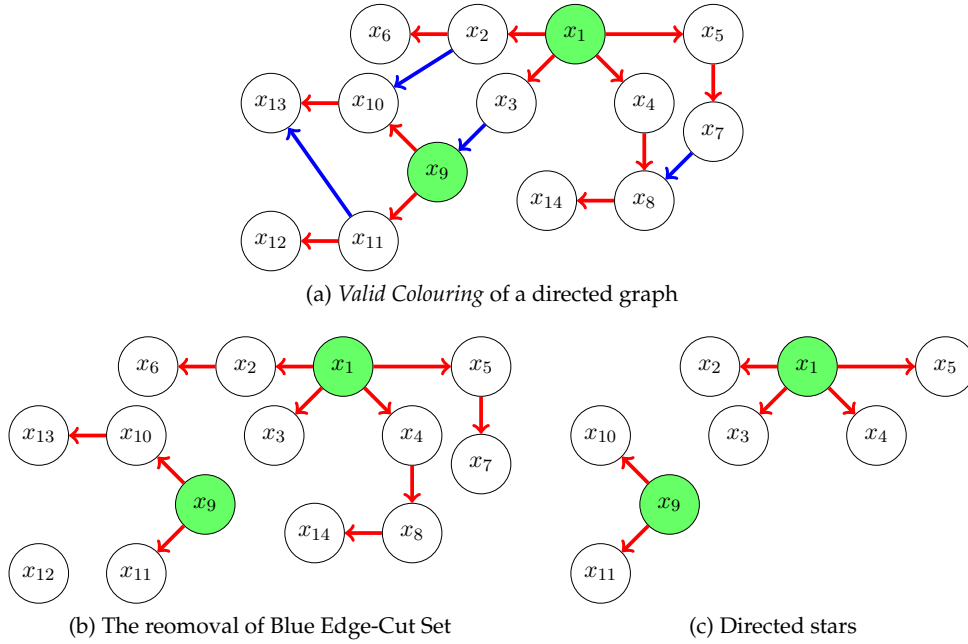 x6 x2 x1 x5
x13 x10 x3 x4 x7
x9
x14 x8
x12 x11
(a) Valid Colouring of a directed graph
x6 x2 x1 x5
x13 x10 x3 x4 x7
x9
x14 x8
x12 x11
(b) The reomoval of Blue Edge-Cut Set
x2 x1 x5
x10 x3 x4
x9
x11
(c) Directed stars